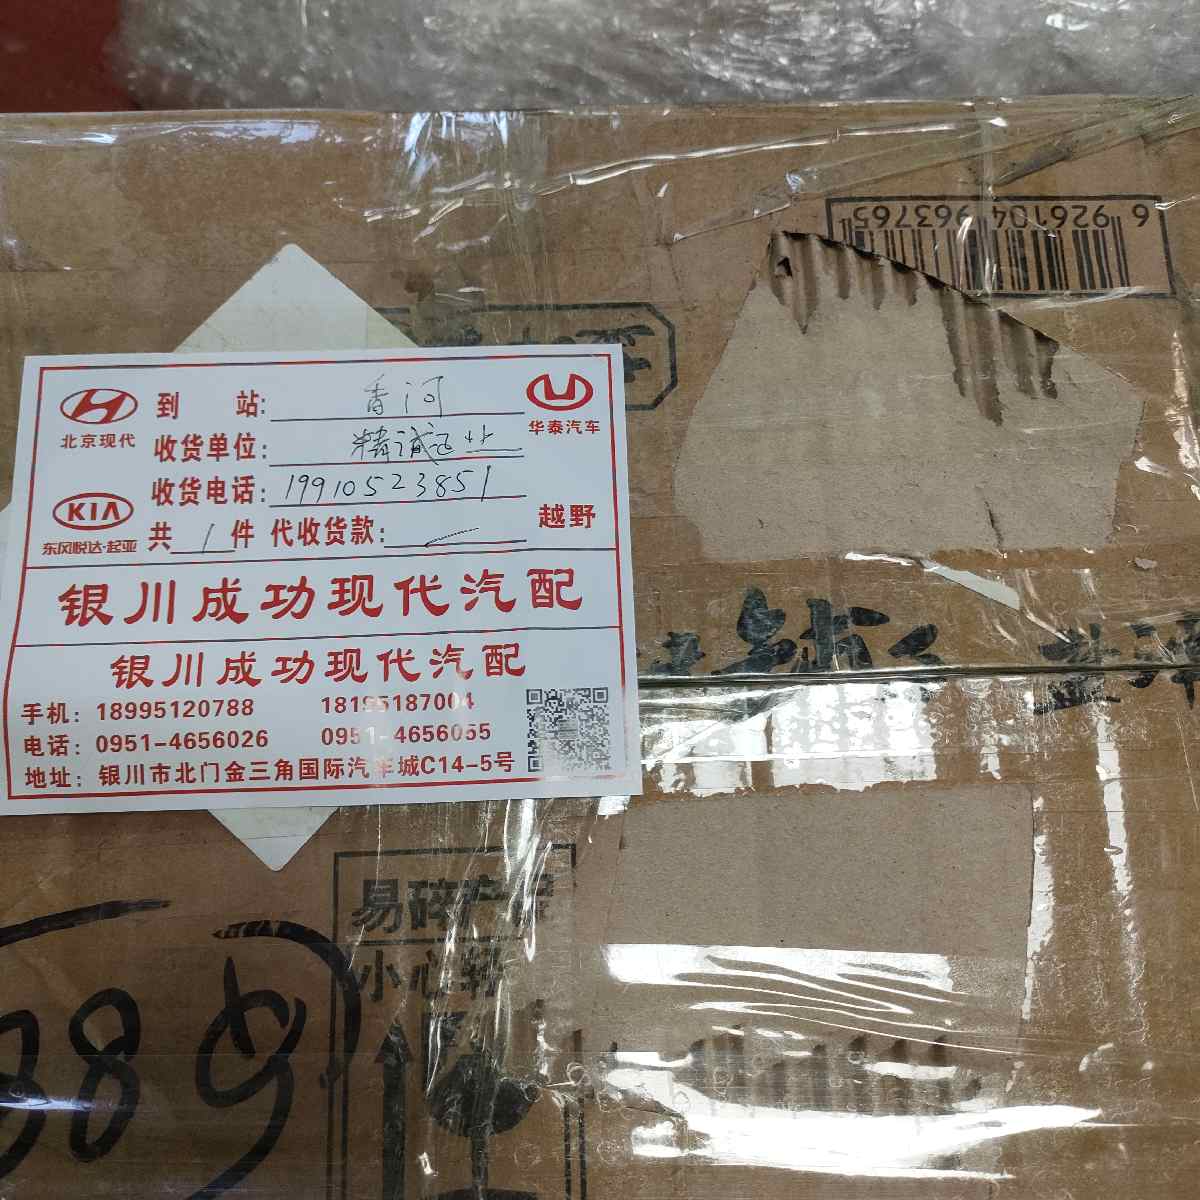 6 926104 963765
北京现代
到 站: 香河
华泰汽车
收货单位: 精诚迅
收货电话: 19910523851
KIA
东风悦达·起亚
共 1 件 代收货款: 一
越野
银川成功现代汽配
银川成功现代汽配
手机: 18995120788 18195187004
电话: 0951-4656026 0951-4656055
地址: 银川市北门金三角国际汽车城C14-5号
易碎产品
小心轻